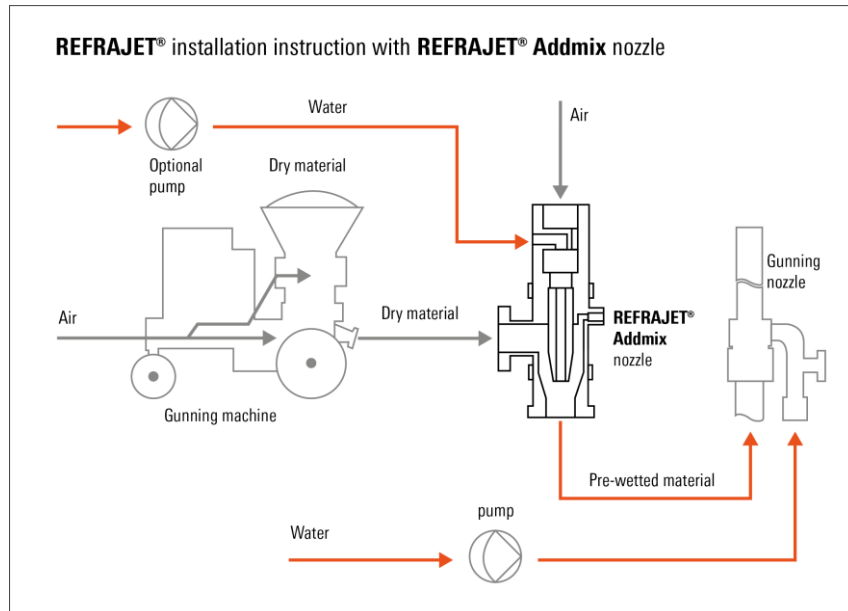 REFRAJET® installation instruction with REFRAJET® Addmix nozzle
Water
Air
Optional
pump
Dry material
Gunning
nozzle
Air
Dry material
REFRAJET®
Addmix
nozzle
Gunning machine
Pre-wetted material
pump
Water